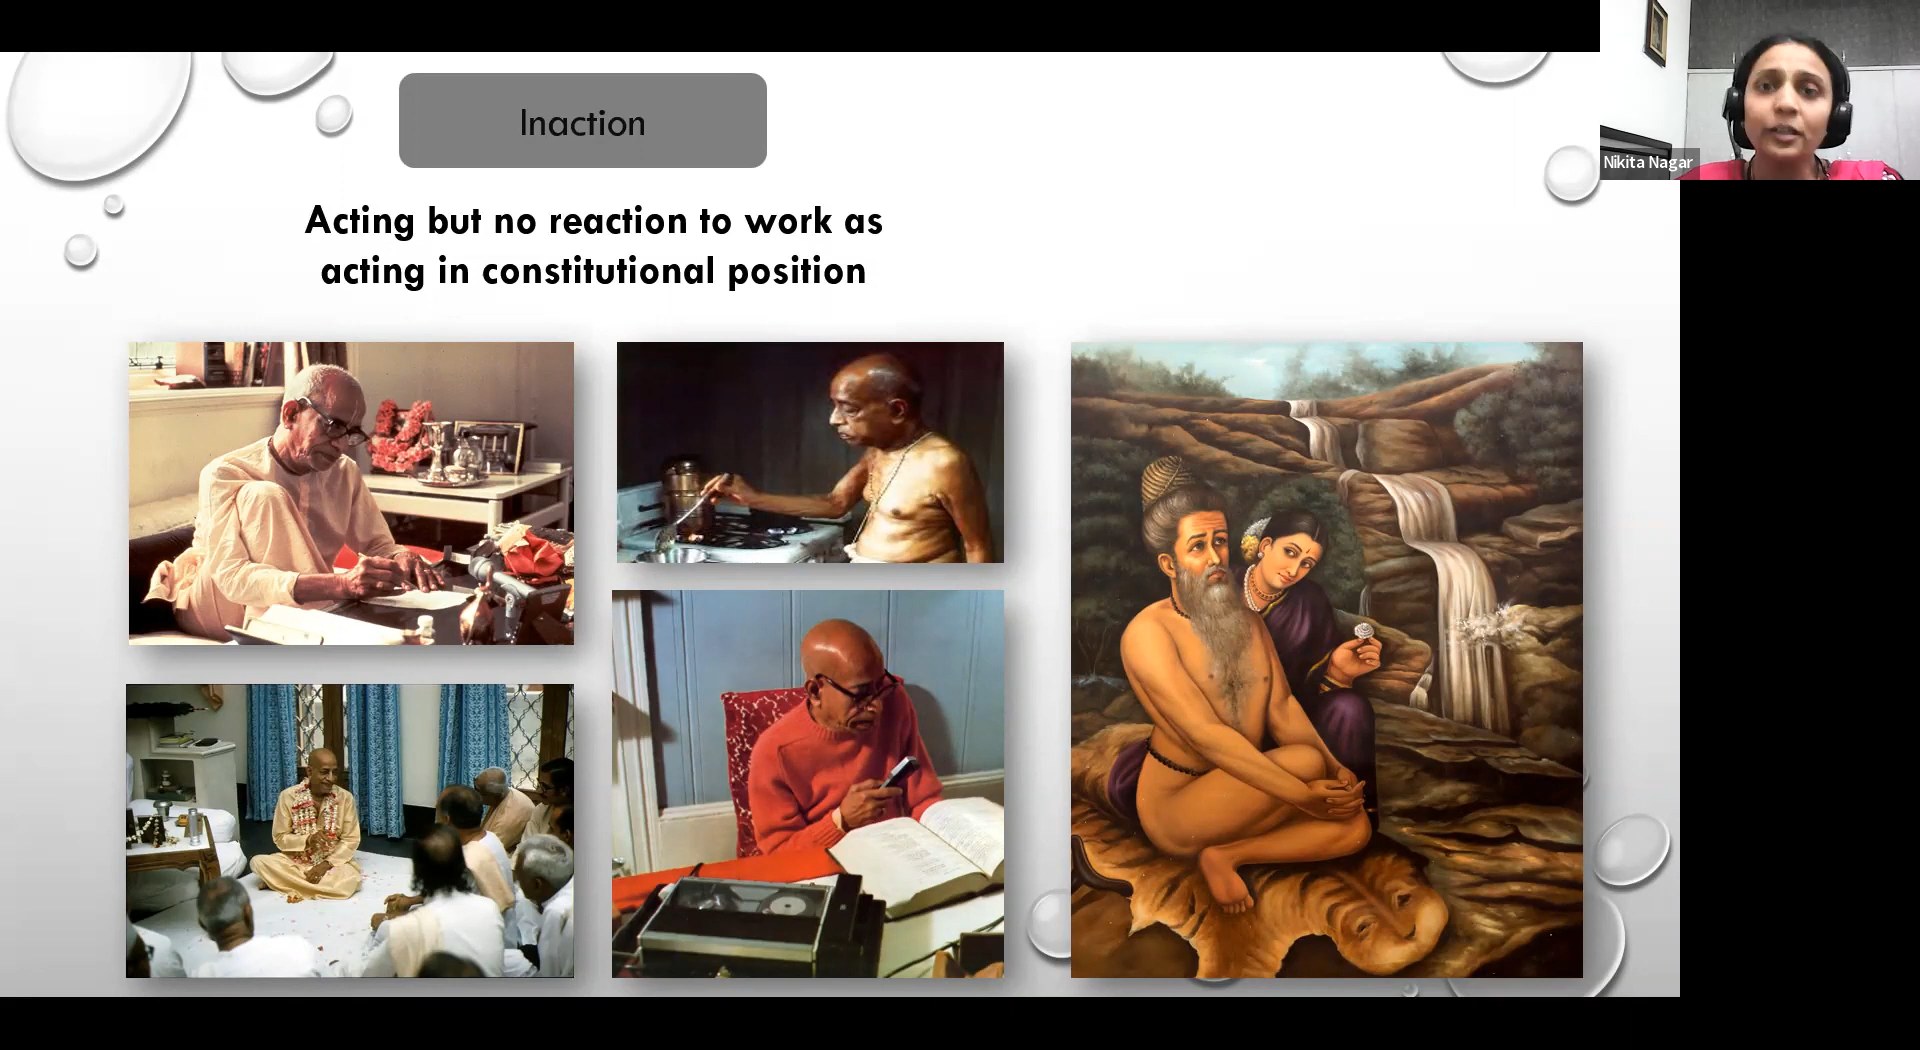 Inaction
Acting but no reaction to work as
acting in constitutional position
Nikita Nagar